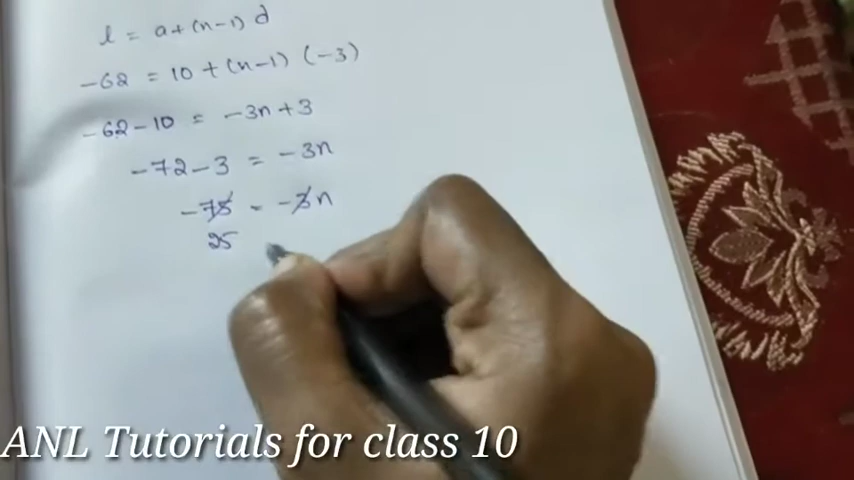 l = a+(n-1) d
-62 = 10 + (n-1) (-3)
-62-10 = -3n+3
-72-3 = -3n
-75 = -3n
25
ANL Tutorials for class 10